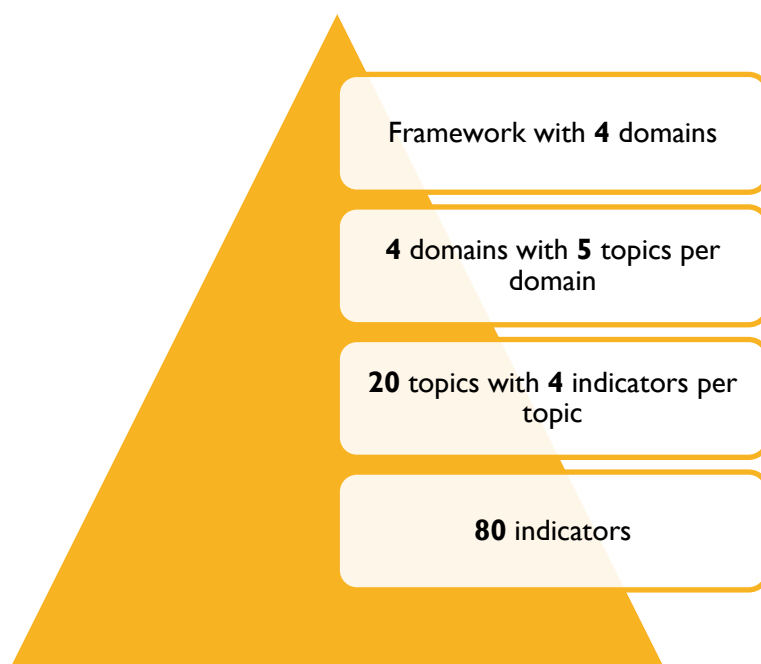 Framework with 4 domains
4 domains with 5 topics per
domain
20 topics with 4 indicators per
topic
80 indicators